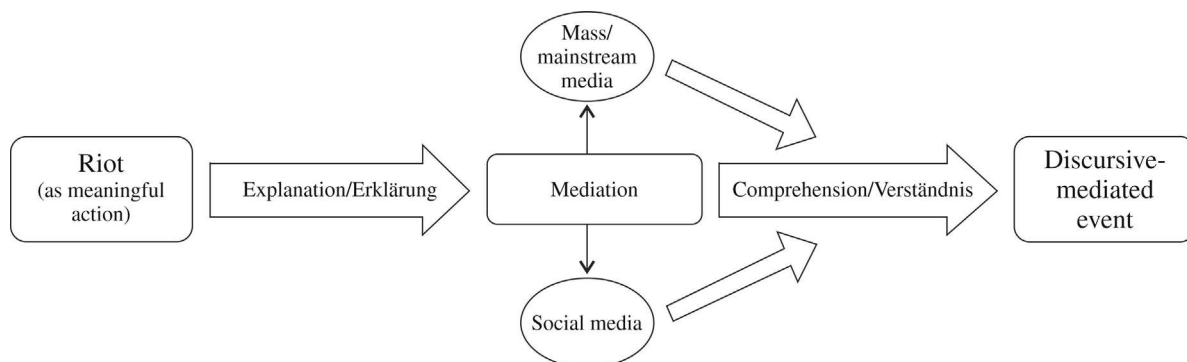 Mass/
mainstream
media
Riot
(as meaningful
action)
Explanation/Erklärung
Mediation
Comprehension/Verständnis
Discursive-
mediated
event
Social media